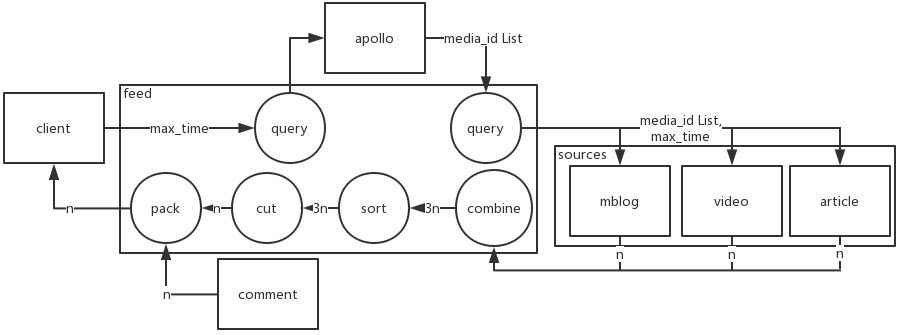 apollo
media_id List
feed
client
max_time
query
query
media_id List,
max_time
sources
mblog
video
article
n
pack
n
cut
3n
sort
3n
combine
n
n
n
n
comment